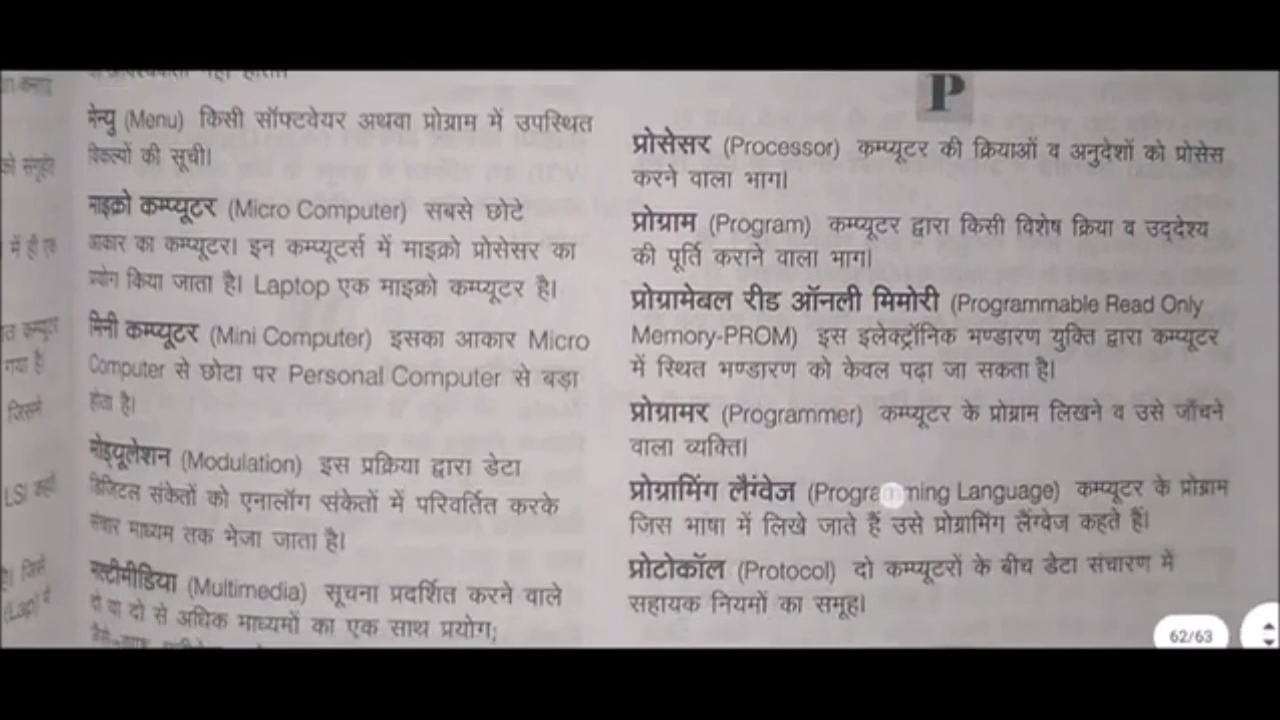 मेन्यु (Menu) किसी सॉफ्टवेयर अथवा प्रोग्राम में उपस्थित
विकल्पों की सूची।
माइक्रो कम्प्यूटर (Micro Computer) सबसे छोटे
आकार का कम्प्यूटर। इन कम्प्यूटर्स में माइक्रो प्रोसेसर का
प्रयोग किया जाता है। Laptop एक माइक्रो कम्प्यूटर है।
मिनी कम्प्यूटर (Mini Computer) इसका आकार Micro
Computer से छोटा पर Personal Computer से बड़ा
होता है।
मोड्यूलेशन (Modulation) इस प्रक्रिया द्वारा डेटा
डिजिटल संकेतों को एनालॉग संकेतों में परिवर्तित करके
संचार माध्यम तक भेजा जाता है।
मल्टीमीडिया (Multimedia) सूचना प्रदर्शित करने वाले
दो या दो से अधिक माध्यमों का एक साथ प्रयोग;
P
प्रोसेसर (Processor) कम्प्यूटर की क्रियाओं व अनुदेशों को प्रोसेस
करने वाला भाग।
प्रोग्राम (Program) कम्प्यूटर द्वारा किसी विशेष क्रिया व उद्देश्य
की पूर्ति कराने वाला भाग।
प्रोग्रामेबल रीड ऑनली मिमोरी (Programmable Read Only
Memory-PROM) इस इलेक्ट्रॉनिक भण्डारण युक्ति द्वारा कम्प्यूटर
में स्थित भण्डारण को केवल पढ़ा जा सकता है।
प्रोग्रामर (Programmer) कम्प्यूटर के प्रोग्राम लिखने व उसे जाँचने
वाला व्यक्ति।
प्रोग्रामिंग लैंग्वेज (Programming Language) कम्प्यूटर के प्रोग्राम
जिस भाषा में लिखे जाते हैं उसे प्रोग्रामिंग लैंग्वेज कहते हैं।
प्रोटोकॉल (Protocol) दो कम्प्यूटरों के बीच डेटा संचारण में
सहायक नियमों का समूह।
62/63